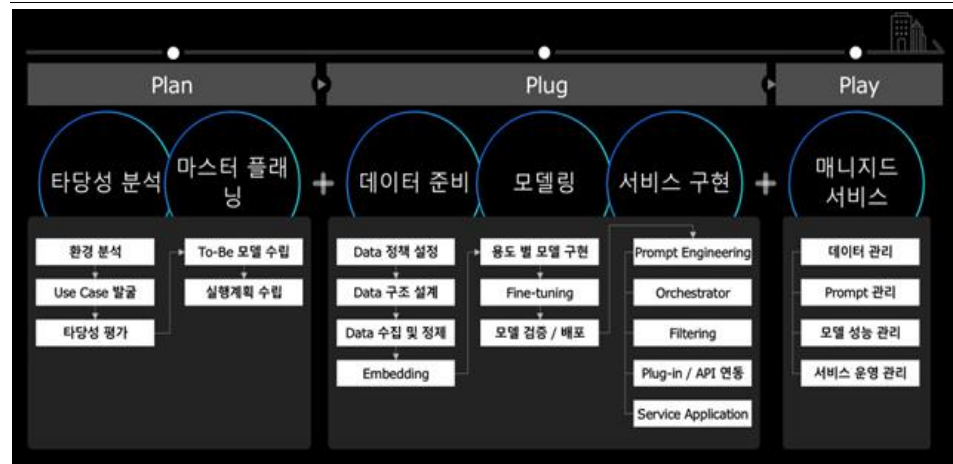 Plan
Plug
Play
타당성 분석
마스터 플래
닝
데이터 준비
모델링
서비스 구현
매니지드
서비스
환경 분석
Use Case 발굴
타당성 평가
To-Be 모델 수립
실행계획 수립
Data 정책 설정
Data 구조 설계
Data 수집 및 정제
Embedding
용도 별 모델 구현
Fine-tuning
모델 검증 / 배포
Prompt Engineering
Orchestrator
Filtering
Plug-in / API 연동
Service Application
데이터 관리
Prompt 관리
모델 성능 관리
서비스 운영 관리